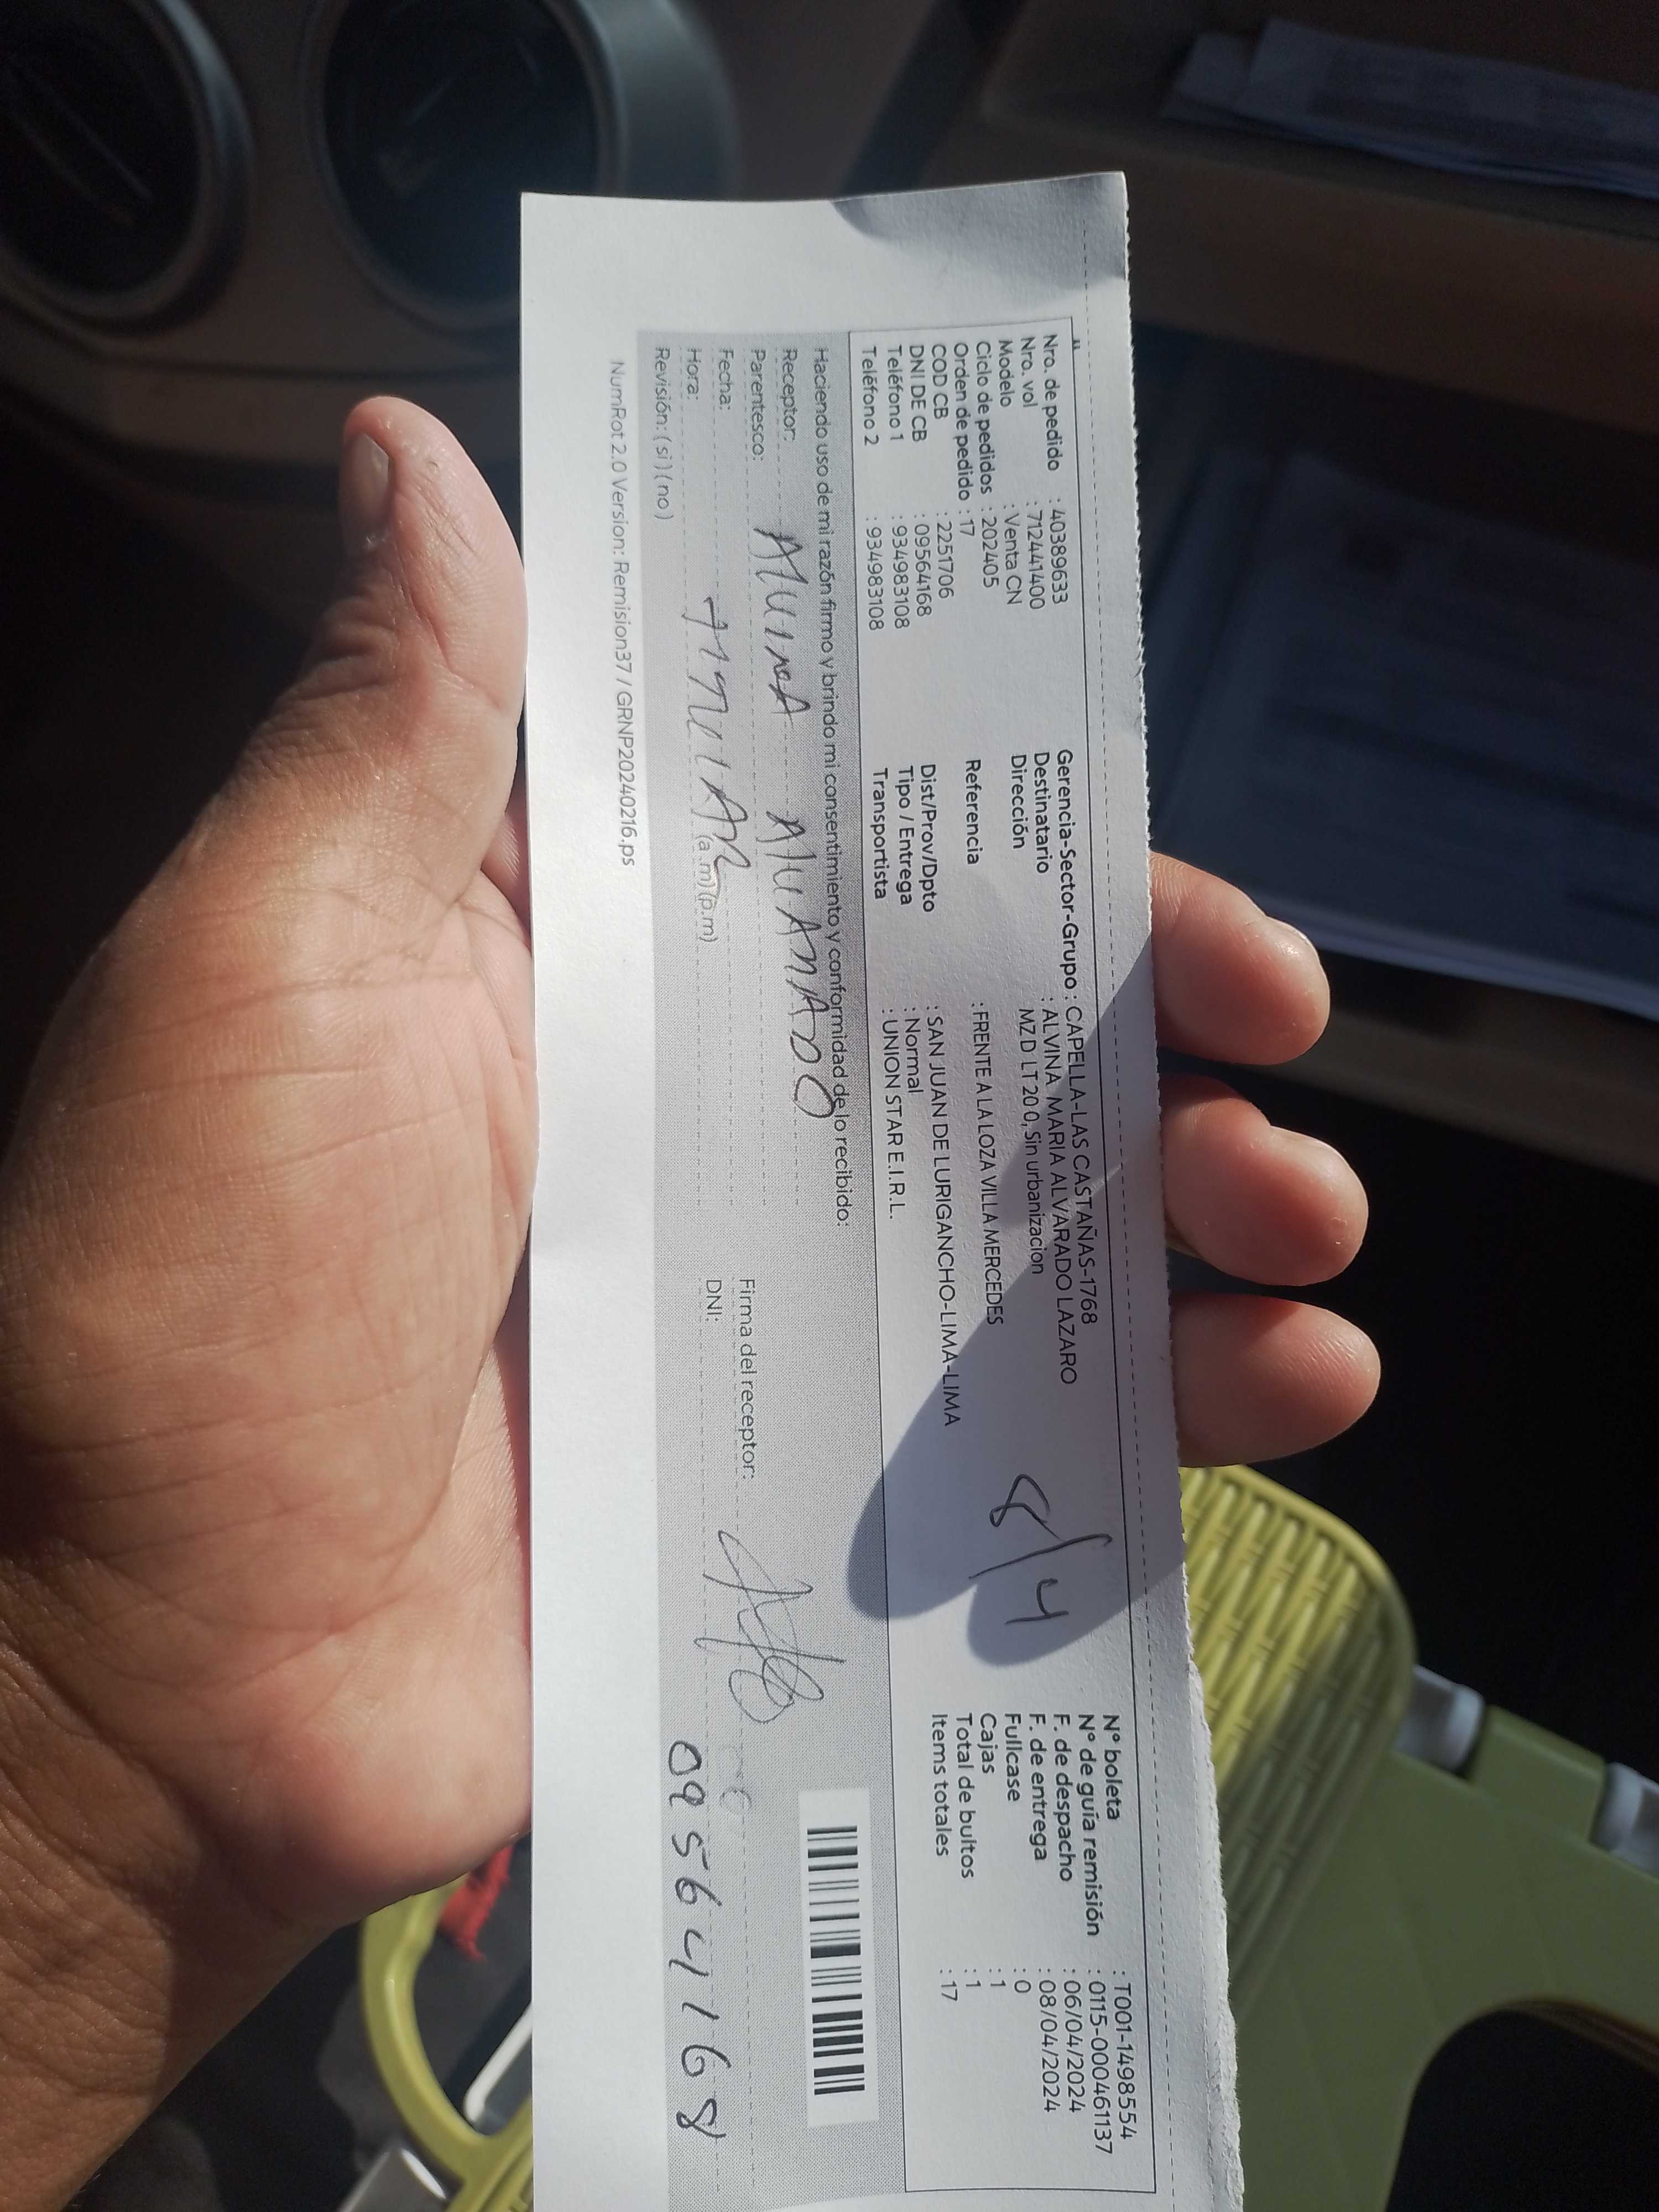 Nro. de pedido : 40389633
Nro. vol : 712441400
Modelo : Venta CN
Ciclo de pedidos : 202405
Orden de pedido : 17
COD CB : 2251706
DNI DE CB : 09564168
Teléfono 1 : 934983108
Teléfono 2 : 934983108
Gerencia-Sector-Grupo : CAPELLA-LAS CASTAÑAS-1768
Destinatario : ALVINA MARIA ALVARADO LAZARO
Dirección MZ D LT 20 0, Sin urbanizacion
Referencia : FRENTE A LA LOZA VILLA MERCEDES
Dist/Prov/Dpto : SAN JUAN DE LURIGANCHO-LIMA-LIMA
Tipo / Entrega : Normal
Transportista : UNION STAR E.I.R.L.
8/4
N° boleta : T001-1498554
N° de guía remisión : 0115-000461137
F. de despacho : 06/04/2024
F. de entrega : 08/04/2024
Fullcase : 0
Cajas : 1
Total de bultos : 1
Items totales : 17
Haciendo uso de mi razón firmo y brindo mi consentimiento y conformidad de lo recibido:
Receptor:
Parentesco:
Fecha:
Hora: (a.m) (p.m)
Revisión: (si) (no)
Firma del receptor:
DNI: 09564168
NumRot 2.0 Version: Remision37 / GRNP20240216.ps